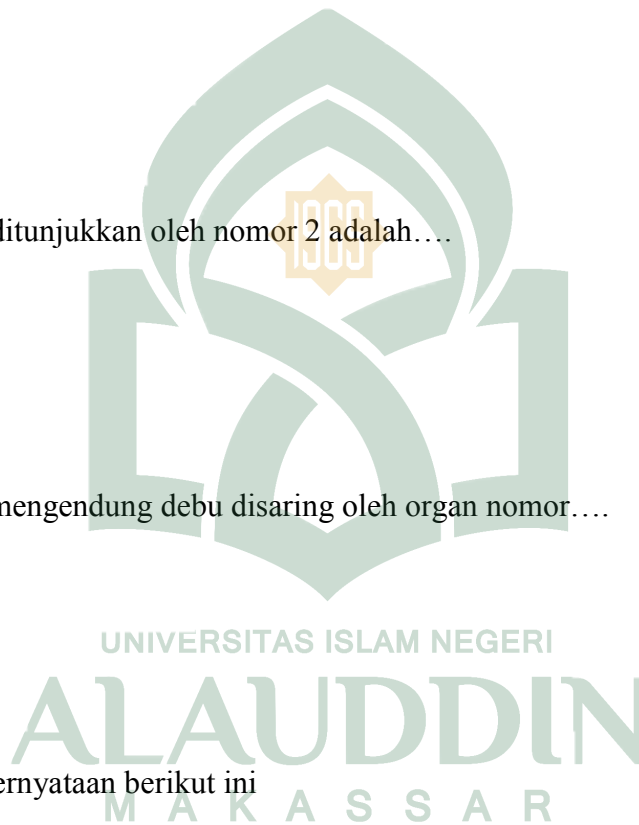 1969
ditunjukkan oleh nomor 2 adalah….
mengendung debu disaring oleh organ nomor….
UNIVERSITAS ISLAM NEGERI
ALAUDDIN
ernyataan berikut ini
MAKASSAR